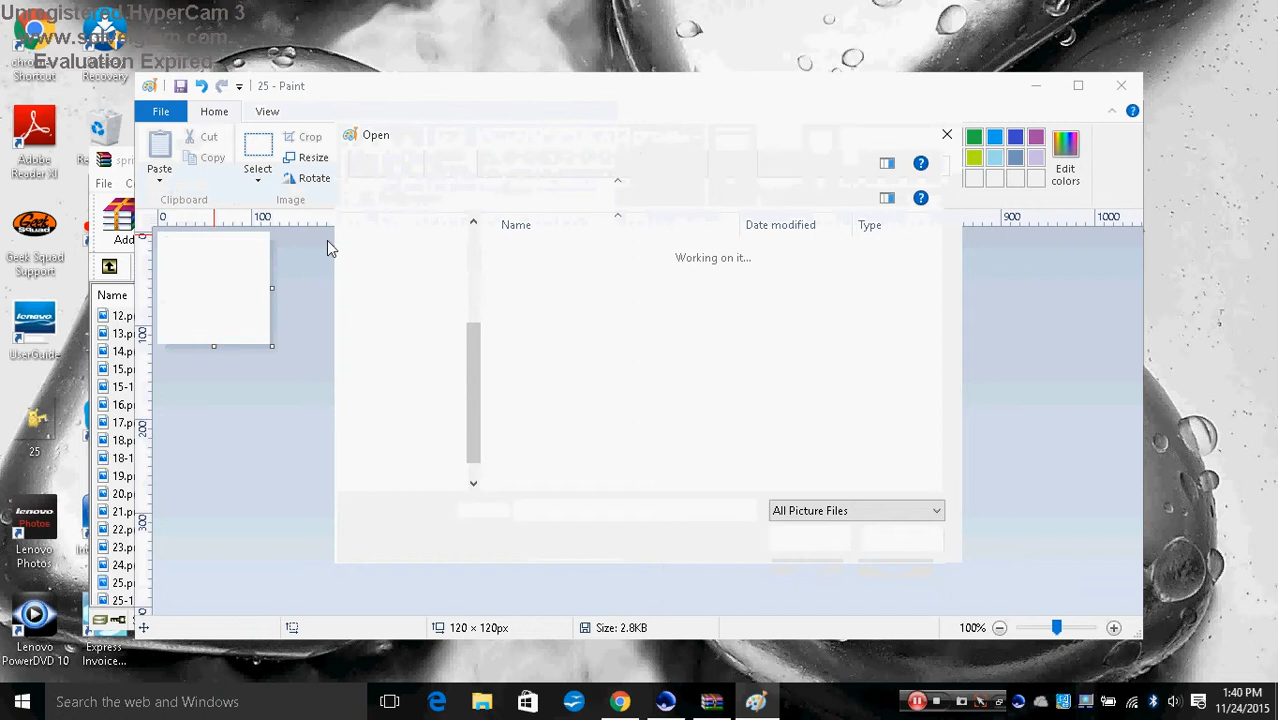 Unregistered HyperCam 3
Evaluation Expired
Shortcut
Recovery
25 - Paint
File
Home
View
Cut
Copy
Paste
Clipboard
Select
Crop
Resize
Rotate
Image
Open
Edit
colors
Adobe
Reader XI
File
Add
Geek Squad
Support
0
100
900
1000
0
100
200
300
Name
Date modified
Type
Working on it...
Name
12.p
13.p
14.p
15.p
15-1
16.p
17.p
18.p
18-1
19.p
20.p
21.p
22.p
23.p
24.p
25.p
25-1
UserGuide
25
Lenovo
Photos
Lenovo
PowerDVD 10
Express
Invoice...
All Picture Files
120 × 120px
Size: 2.8KB
100%
Search the web and Windows
1:40 PM
11/24/2015